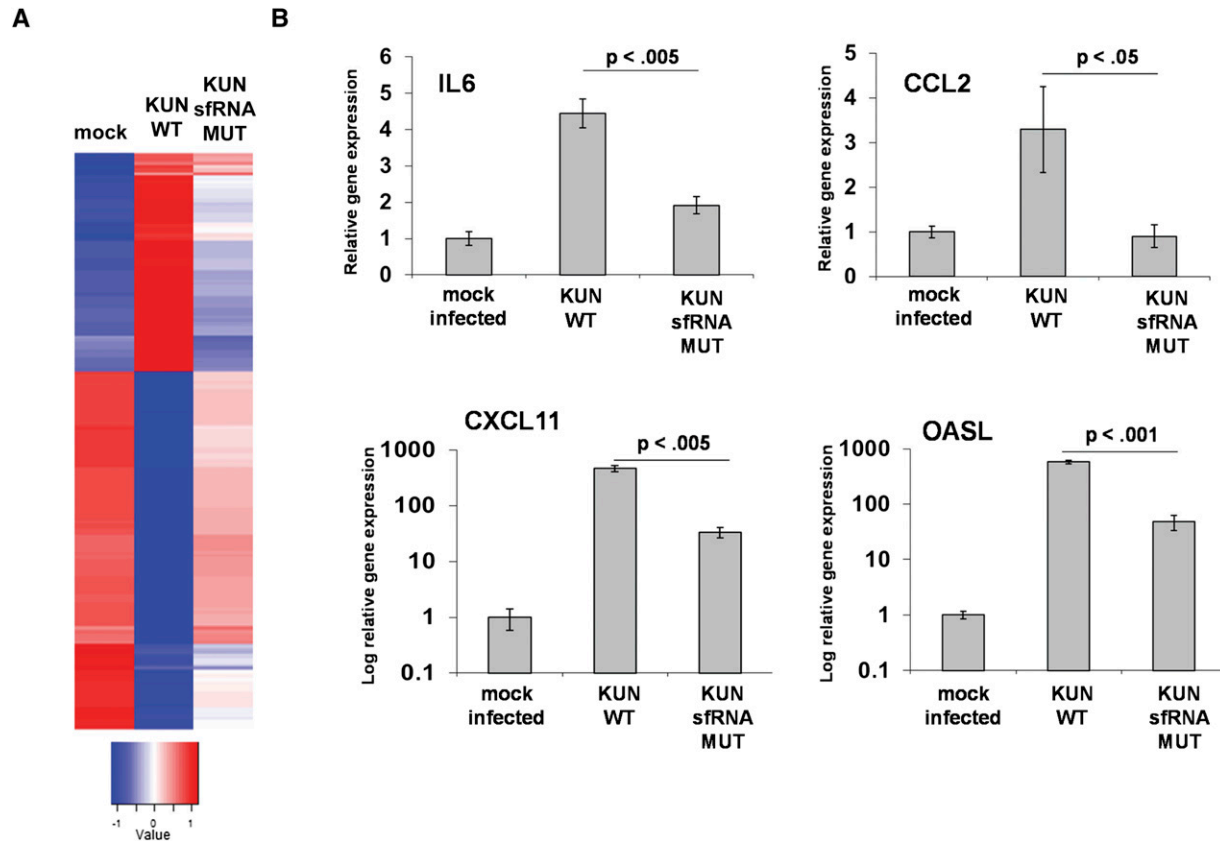 A
mock
KUN
WT
KUN
sfRNA
MUT
-1 0 1
Value
B
IL6
p < .005
Relative gene expression
6
5
4
3
2
1
0
mock
infected
KUN
WT
KUN
sfRNA
MUT
CCL2
p < .05
Relative gene expression
5
4
3
2
1
0
mock
infected
KUN
WT
KUN
sfRNA
MUT
CXCL11
p < .005
Log relative gene expression
1000
100
10
1
0.1
mock
infected
KUN
WT
KUN
sfRNA
MUT
OASL
p < .001
Log relative gene expression
1000
100
10
1
0.1
mock
infected
KUN
WT
KUN
sfRNA
MUT